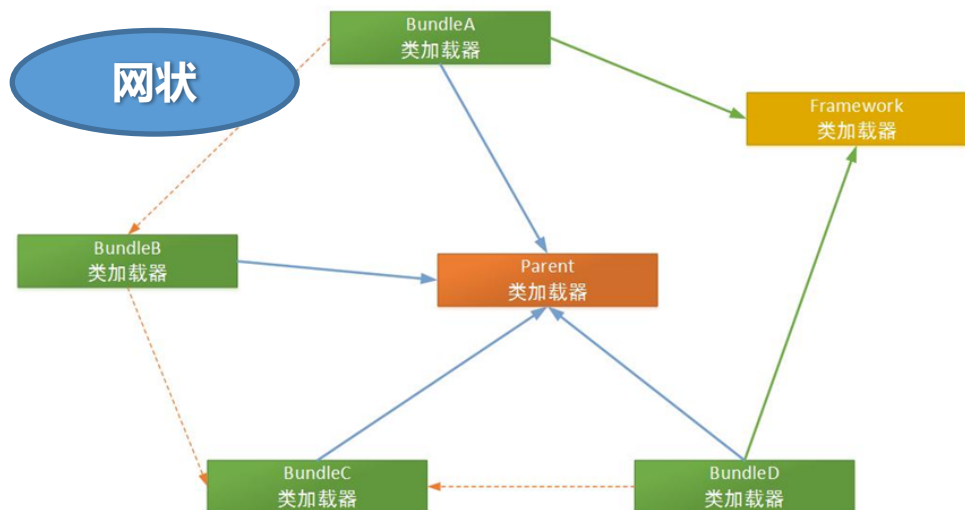 网状
BundleA
类加载器
Framework
类加载器
BundleB
类加载器
Parent
类加载器
BundleC
类加载器
BundleD
类加载器